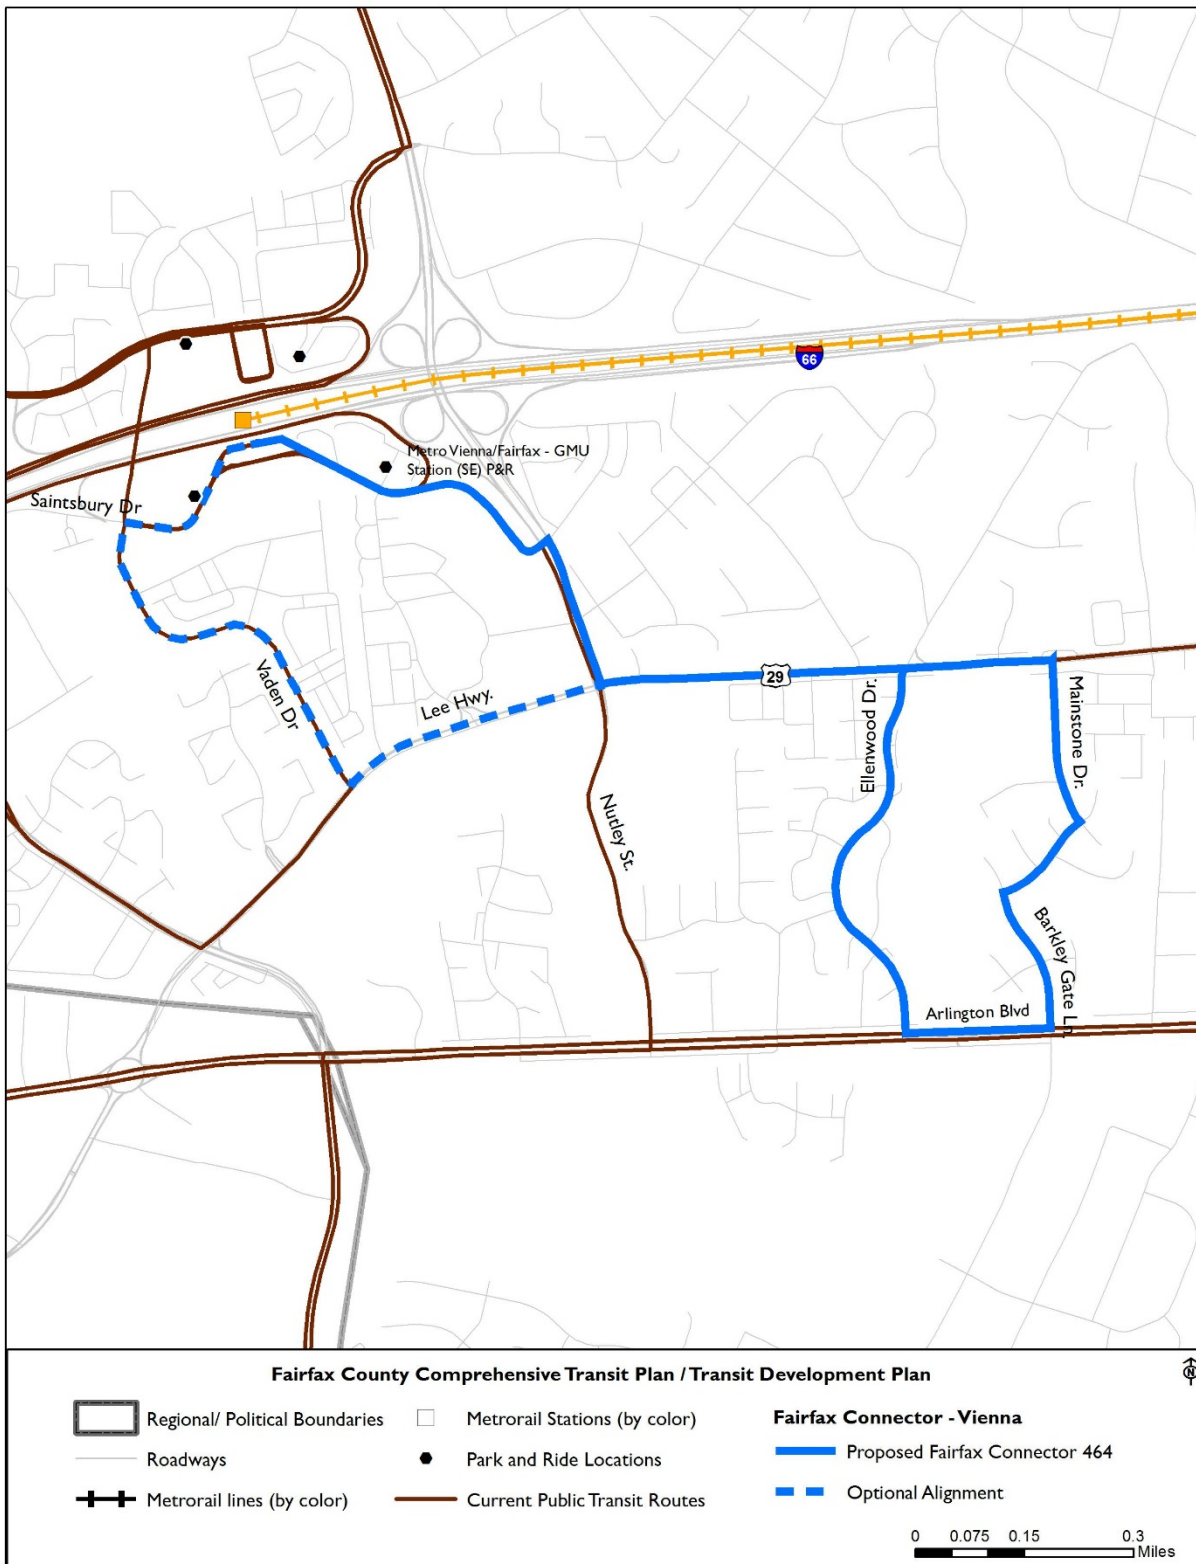 66
Metro Vienna/Fairfax - GMU
Station (SE) P&R
Saintsbury Dr
Vaden Dr
Lee Hwy.
29
Ellenwood Dr.
Mainstone Dr.
Nutley St.
Barkley Gate Ln.
Arlington Blvd
Fairfax County Comprehensive Transit Plan / Transit Development Plan
N
Regional/ Political Boundaries
Metrorail Stations (by color)
Fairfax Connector - Vienna
Roadways
Park and Ride Locations
Proposed Fairfax Connector 464
Metrorail lines (by color)
Current Public Transit Routes
Optional Alignment
0 0.075 0.15 0.3
Miles